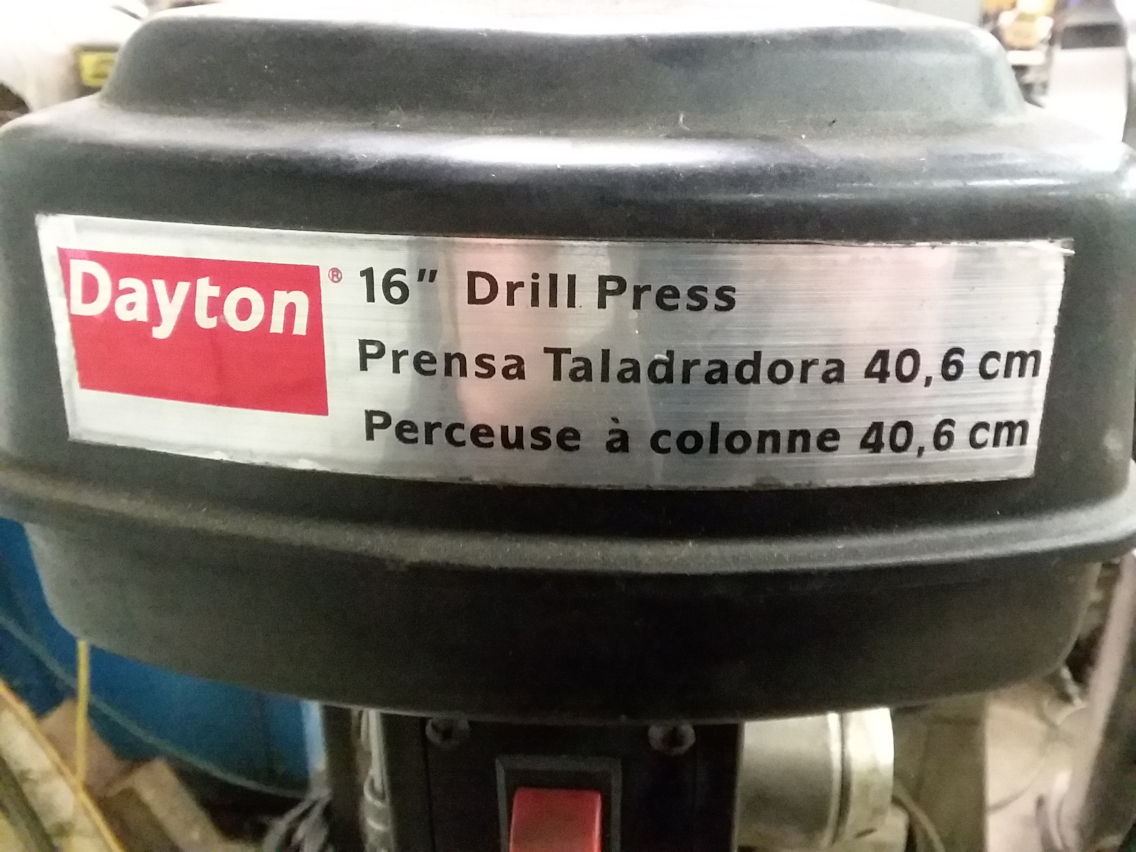 Dayton®
16" Drill Press
Prensa Taladradora 40,6 cm
Perceuse à colonne 40,6 cm